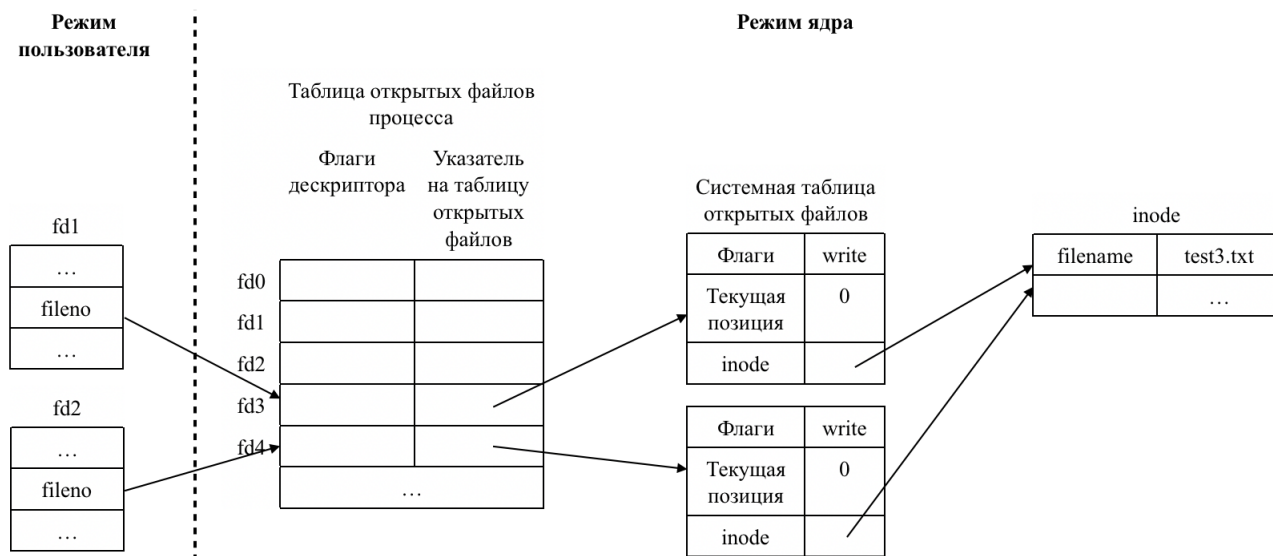 Режим
пользователя
Режим ядра
Таблица открытых файлов
процесса
Флаги
дескриптора
Указатель
на таблицу
открытых
файлов
Системная таблица
открытых файлов
inode
fd1
…
fileno
…
fd2
…
fileno
…
fd0
fd1
fd2
fd3
fd4
…
Флаги write
Текущая 0
позиция
inode
Флаги write
Текущая 0
позиция
inode
filename test3.txt
…